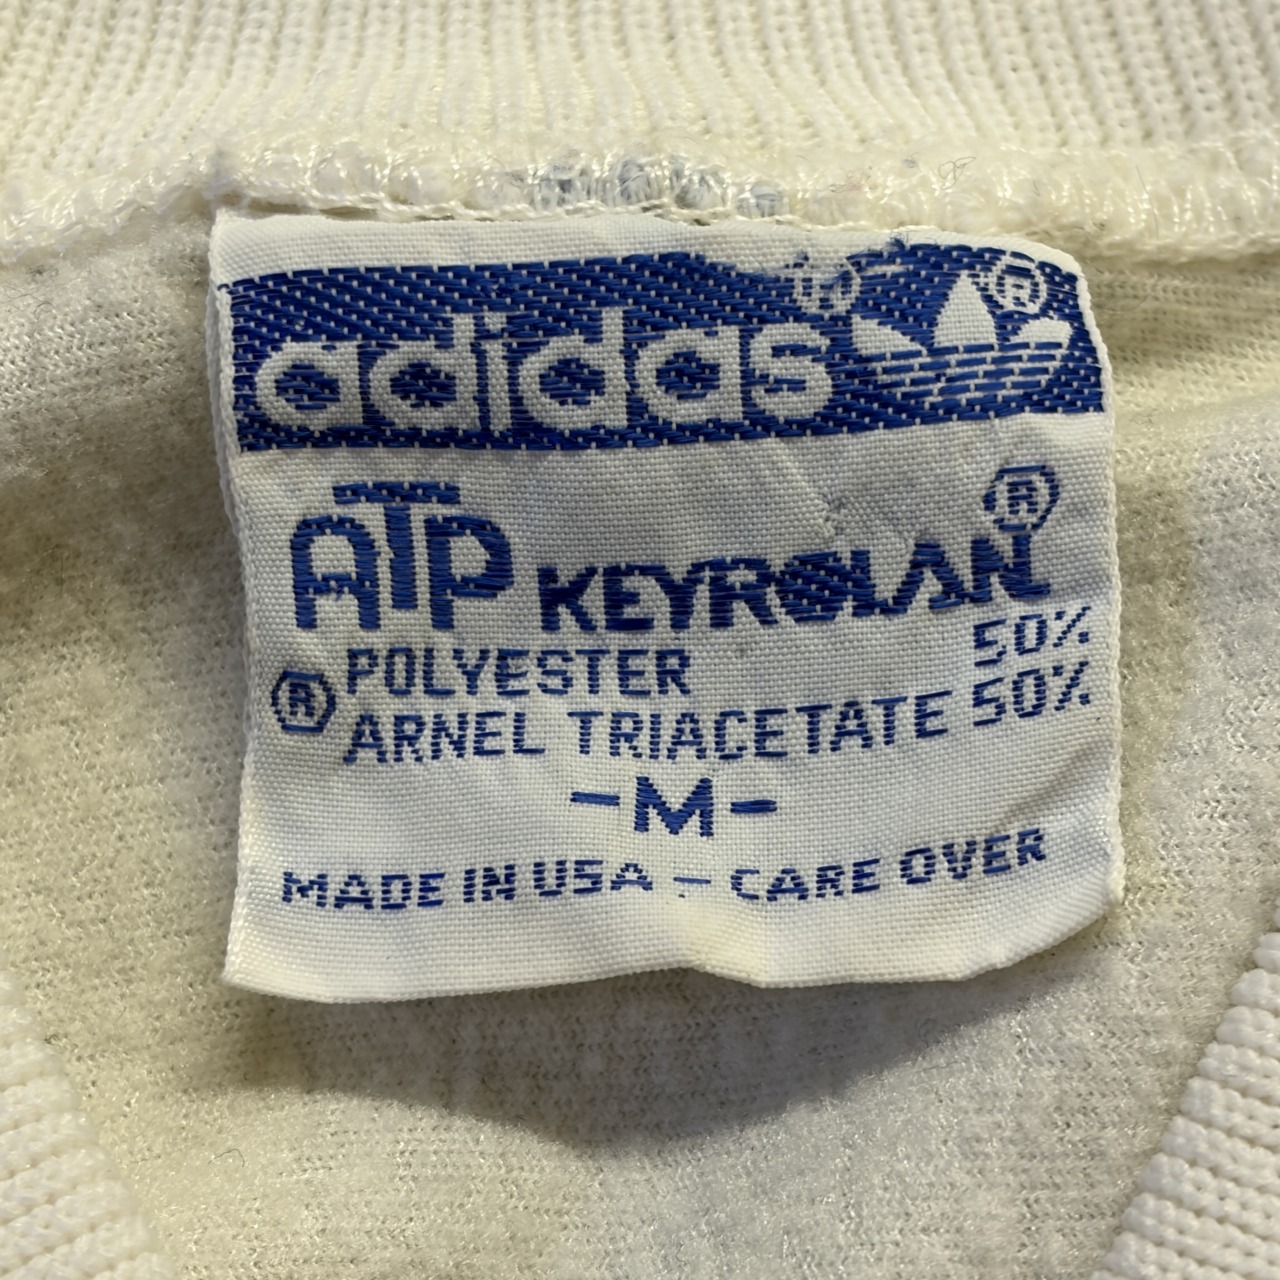 adidas ® ®
ATP KEYROLAN ®
POLYESTER 50%
® ARNEL TRIACETATE 50%
-M-
MADE IN USA - CARE OVER